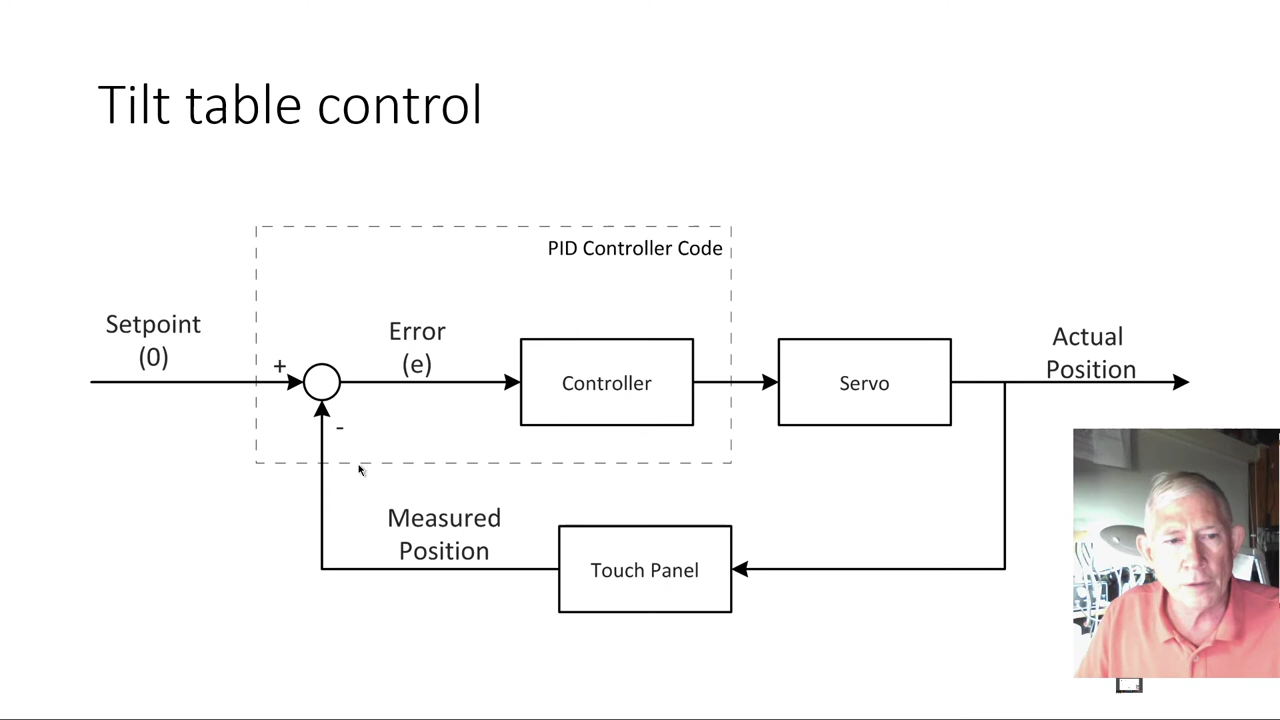 Tilt table control
PID Controller Code
Setpoint
(0)
+
Error
(e)
Controller
Servo
Actual
Position
-
Measured
Position
Touch Panel